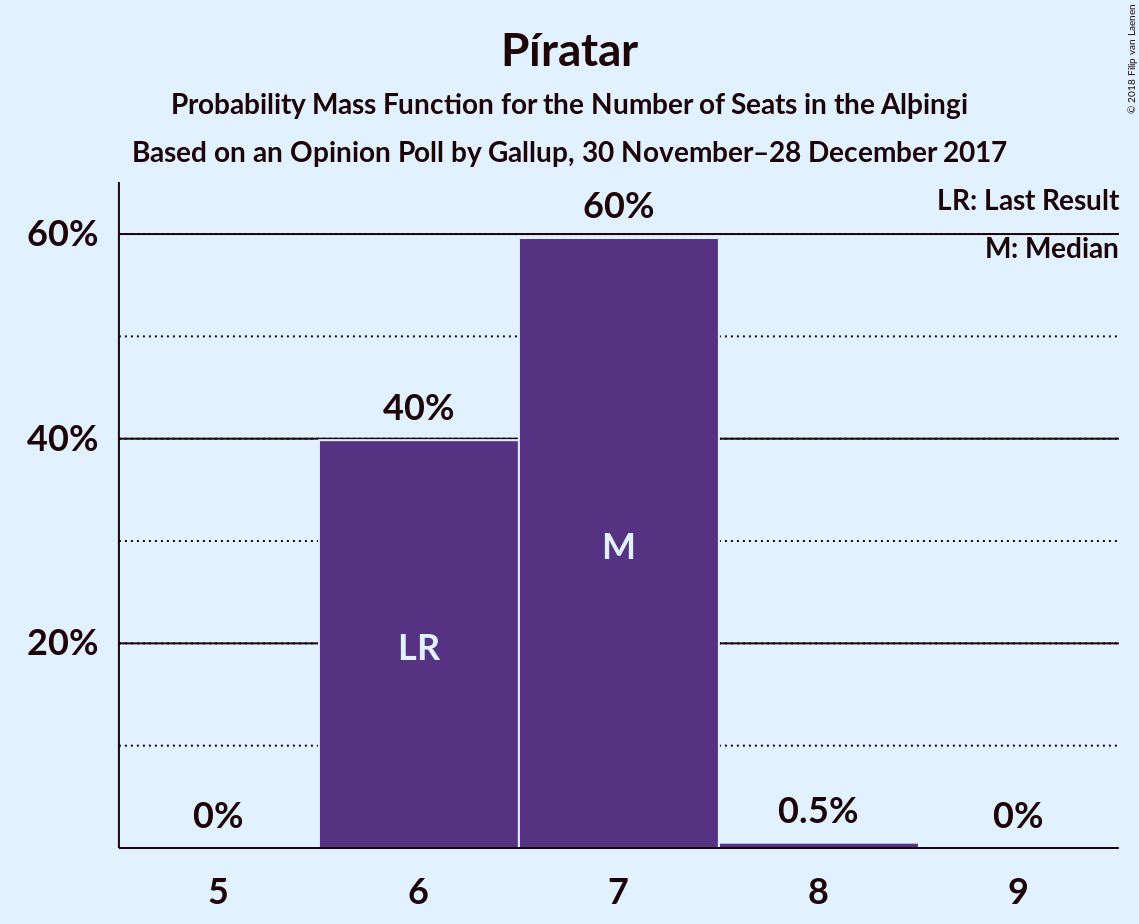 Píratar
Probability Mass Function for the Number of Seats in the Alþingi
Based on an Opinion Poll by Gallup, 30 November–28 December 2017
© 2018 Filip van Laenen
LR: Last Result
M: Median
60%
40%
20%
0%
40%
60%
0.5%
0%
LR
M
5
6
7
8
9